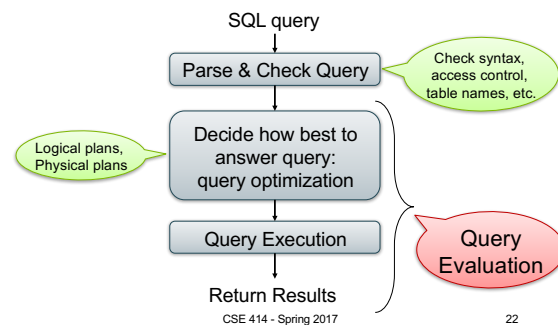 SQL query
Parse & Check Query
Check syntax,
access control,
table names, etc.
Decide how best to
answer query:
query optimization
Logical plans,
Physical plans
Query Execution
Query
Evaluation
Return Results
CSE 414 - Spring 2017
22